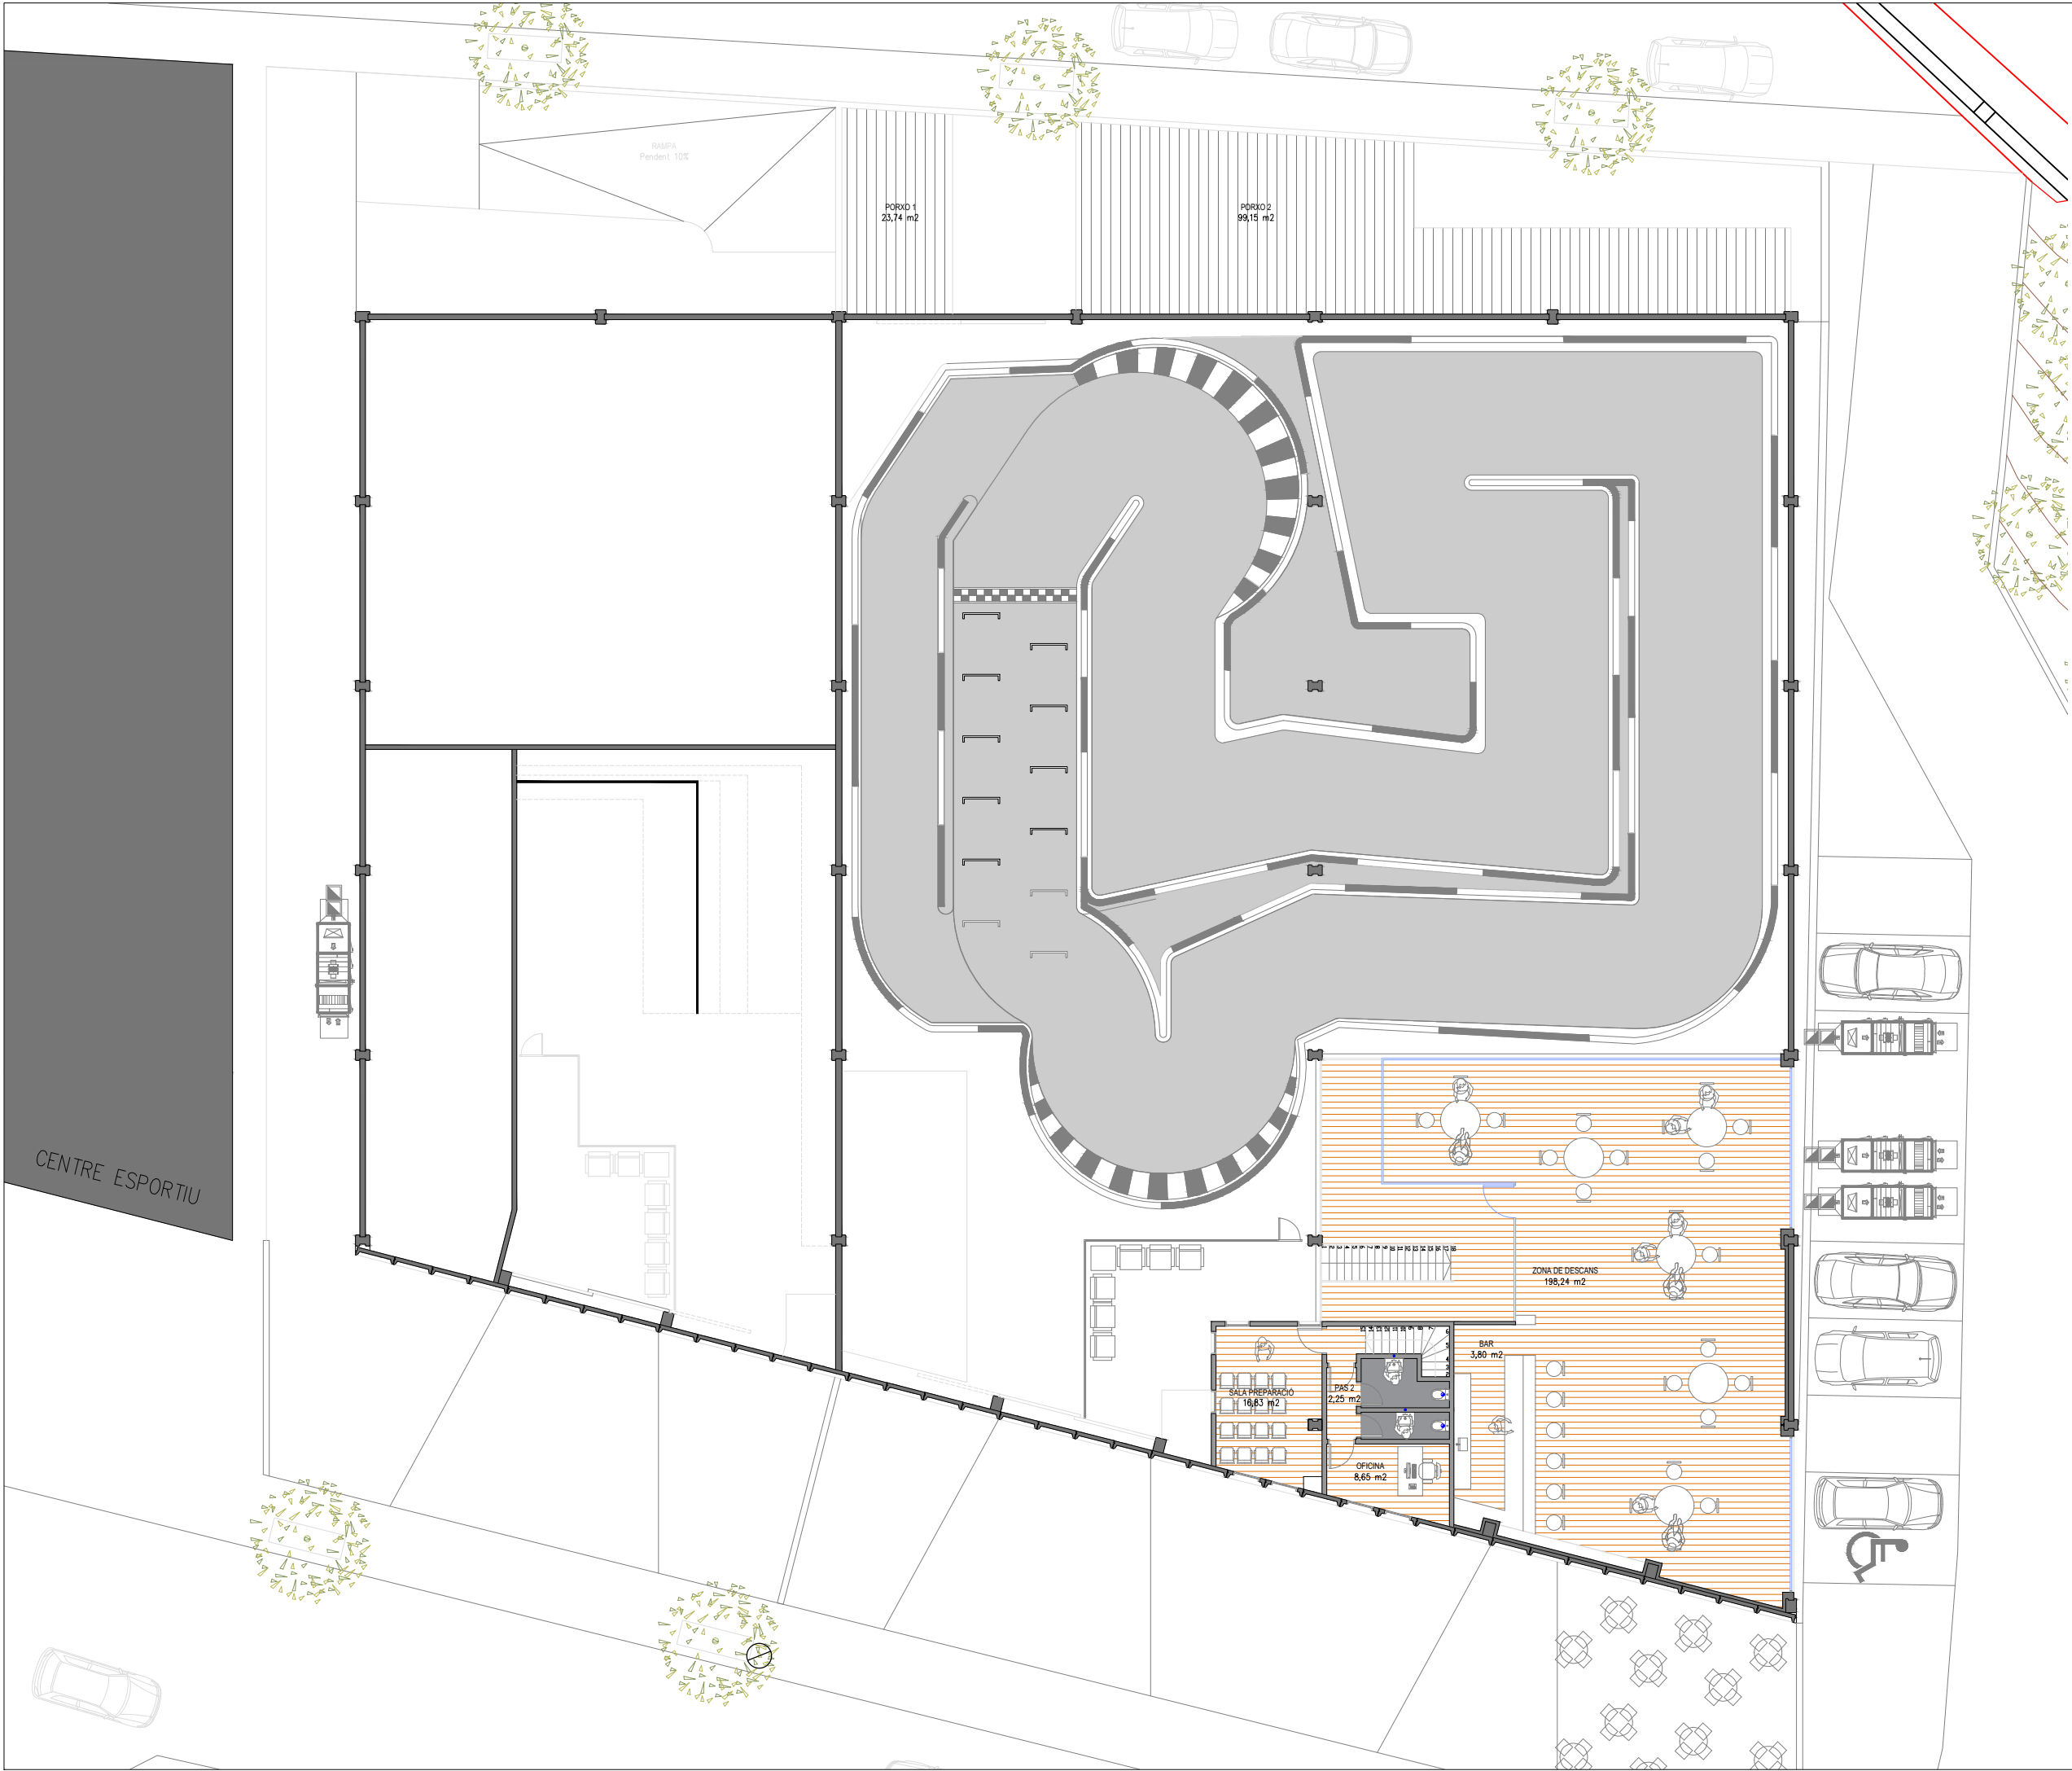 RAMPA
Pendent 10%
PORXO 1
23,74 m2
PORXO 2
99,15 m2
CENTRE ESPORTIU
ZONA DE DESCANS
198,24 m2
BAR
3,80 m2
SALA PREPARACIÓ
16,83 m2
PAS 2
2,25 m2
OFICINA
8,65 m2